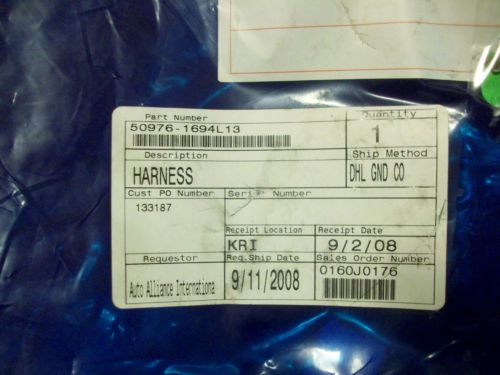 Part Number
50976-1694L13
Quantity
1
Description
HARNESS
Ship Method
DHL GND CO
Cust PO Number
133187
Serial Number
Receipt Location
KRI
Receipt Date
9/2/08
Requestor
Auto Alliance Internationa
Req.Ship Date
9/11/2008
Sales Order Number
0160J0176